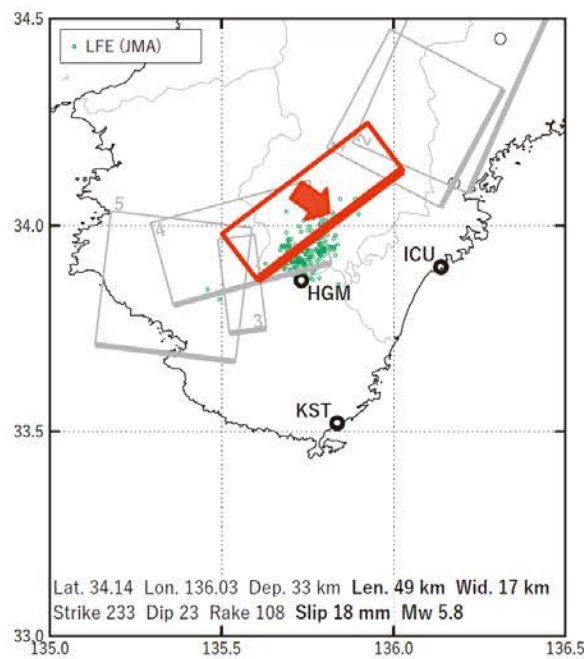 34.5
LFE (JMA)
1
2
5
4
34.0
ICU
HGM
3
33.5
KST
Lat. 34.14 Lon. 136.03 Dep. 33 km Len. 49 km Wid. 17 km
Strike 233 Dip 23 Rake 108 Slip 18 mm Mw 5.8
33.0
135.0 135.5 136.0 136.5